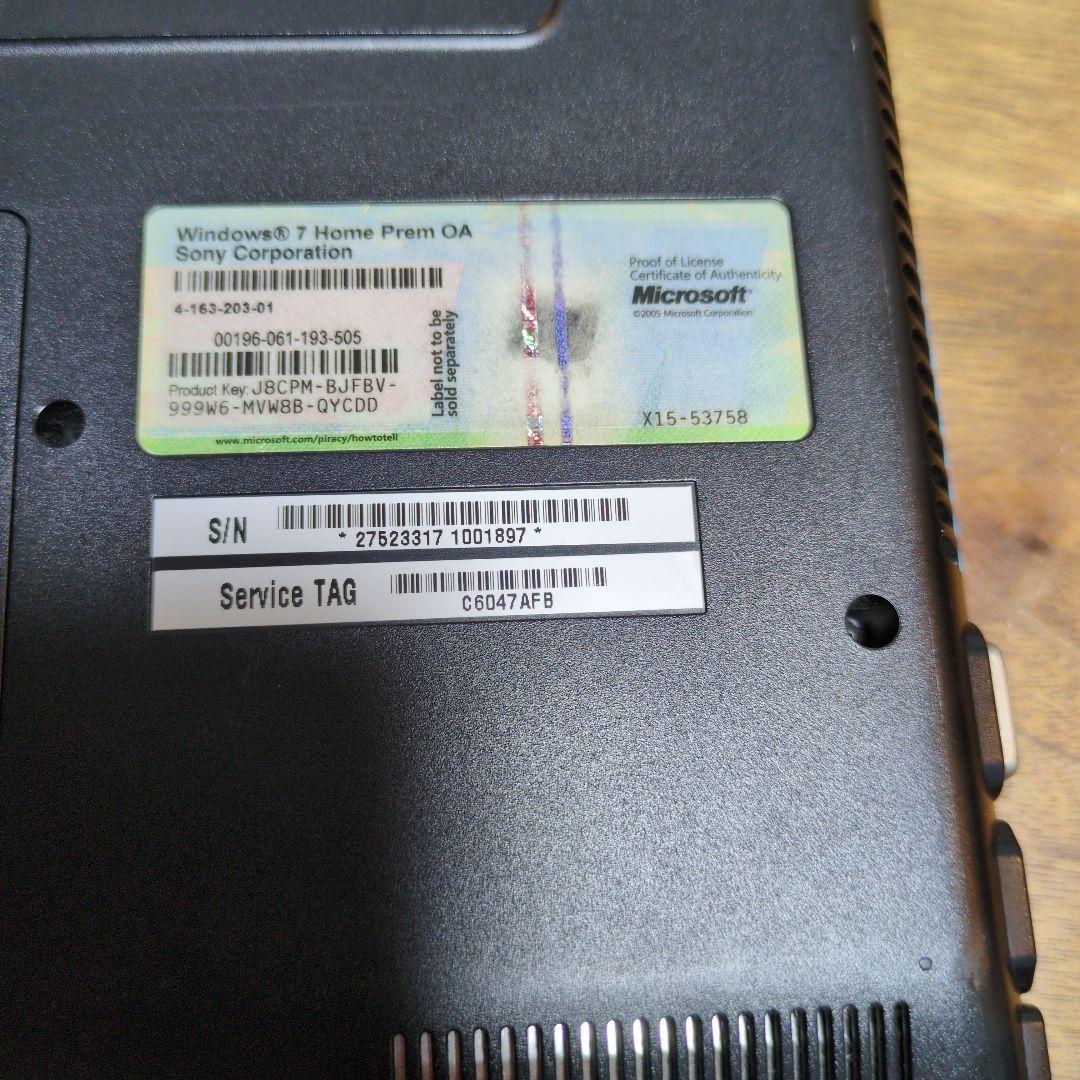 Windows® 7 Home Prem OA
Sony Corporation
4-163-203-01
00196-061-193-505
Product Key: J8CPM-BJFBV-
999W6-MVW8B-QYCDD
www.microsoft.com/piracy/howtotell
Label not to be
sold separately
Proof of License
Certificate of Authenticity
Microsoft®
©2005 Microsoft Corporation
X15-53758
S/N
* 27523317 1001897 *
Service TAG
C6047AFB